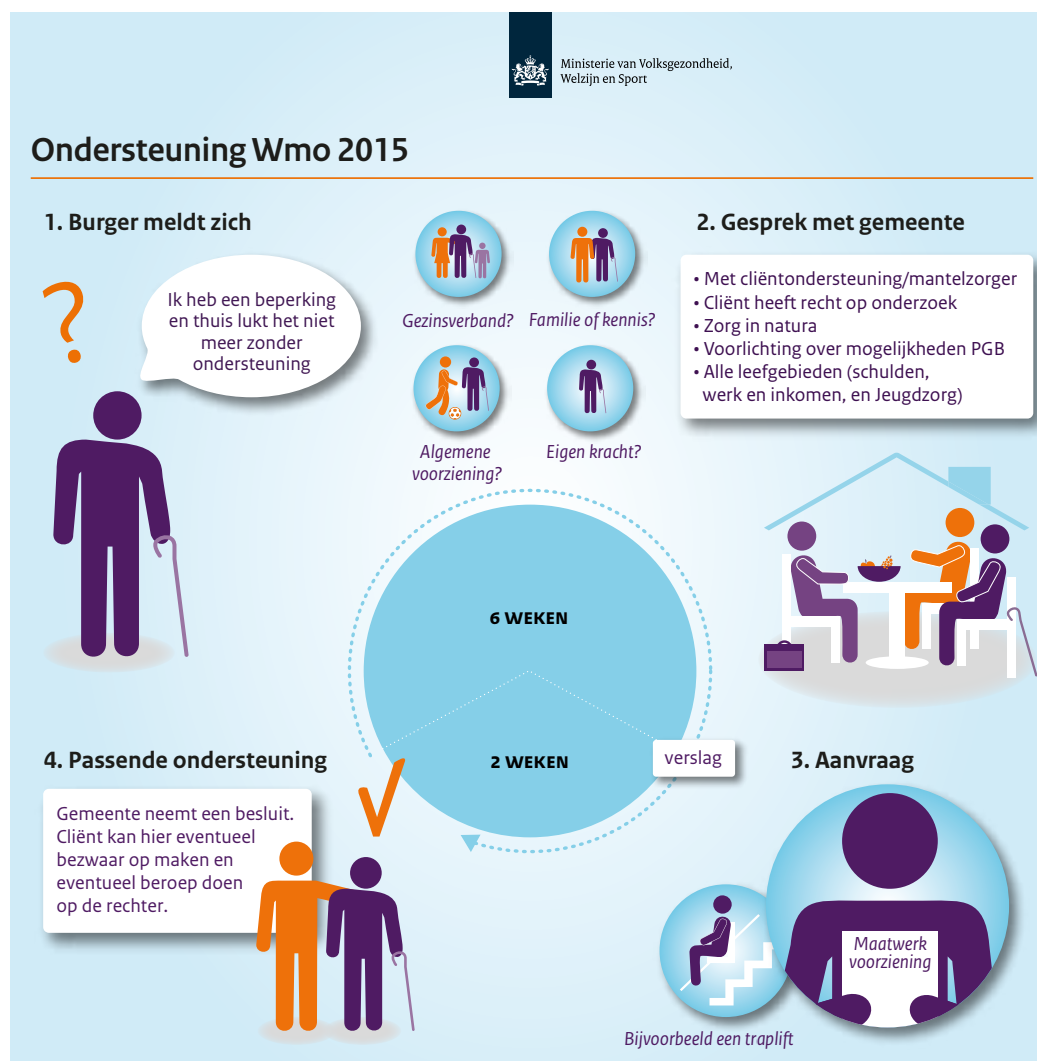 Ministerie van Volksgezondheid,
Welzijn en Sport
Ondersteuning Wmo 2015
1. Burger meldt zich
?
Ik heb een beperking
en thuis lukt het niet
meer zonder
ondersteuning
Gezinsverband?
Familie of kennis?
Algemene
voorziening?
Eigen kracht?
2. Gesprek met gemeente
• Met cliëntondersteuning/mantelzorger
• Cliënt heeft recht op onderzoek
• Zorg in natura
• Voorlichting over mogelijkheden PGB
• Alle leefgebieden (schulden,
werk en inkomen, en Jeugdzorg)
6 WEKEN
2 WEKEN
verslag
3. Aanvraag
Maatwerk
voorziening
Bijvoorbeeld een traplift
4. Passende ondersteuning
Gemeente neemt een besluit.
Cliënt kan hier eventueel
bezwaar op maken en
eventueel beroep doen
op de rechter.